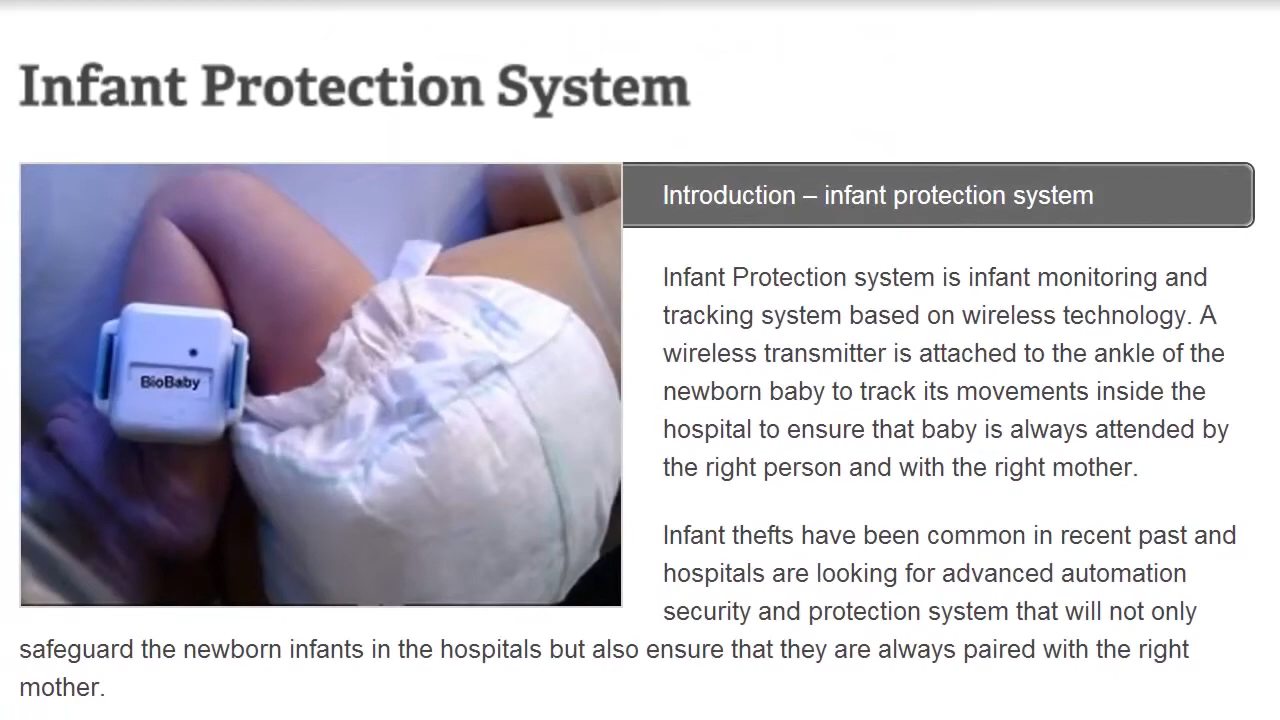 Infant Protection System
BioBaby
Introduction – infant protection system
Infant Protection system is infant monitoring and
tracking system based on wireless technology. A
wireless transmitter is attached to the ankle of the
newborn baby to track its movements inside the
hospital to ensure that baby is always attended by
the right person and with the right mother.
Infant thefts have been common in recent past and
hospitals are looking for advanced automation
security and protection system that will not only
safeguard the newborn infants in the hospitals but also ensure that they are always paired with the right
mother.